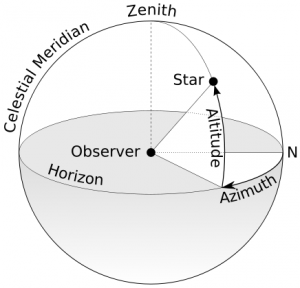 Zenith
Celestial Meridian
Star
Altitude
Observer
N
Horizon
Azimuth